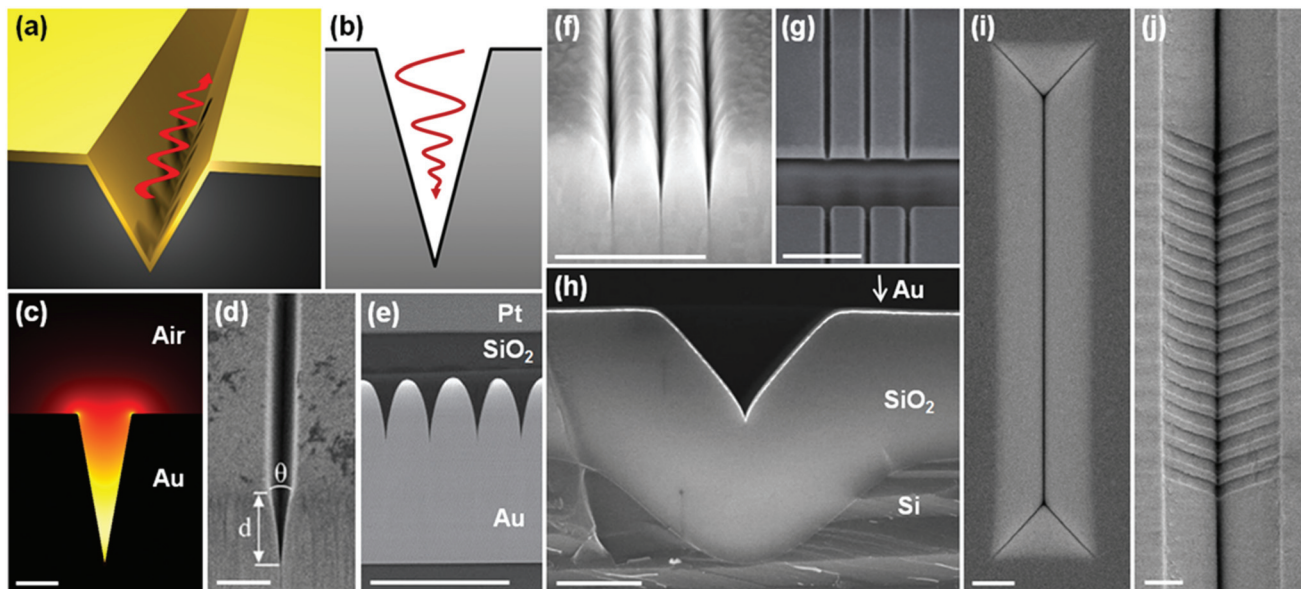 (a)
(b)
(c)
Air
Au
(d)
θ
d
(e)
Pt
SiO₂
Au
(f)
(g)
(h)
Au
SiO₂
Si
(i)
(j)